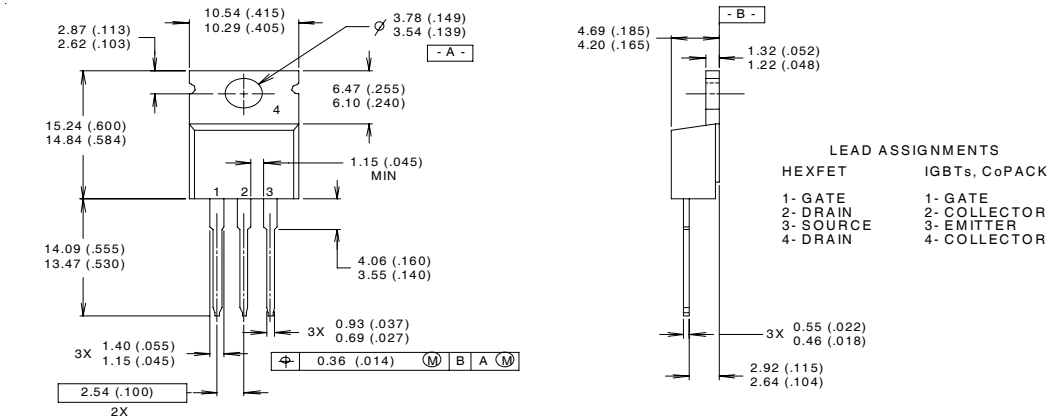 10.54 (.415)
10.29 (.405)
2.87 (.113)
2.62 (.103)
ø 3.78 (.149)
3.54 (.139)
- A -
6.47 (.255)
6.10 (.240)
4
15.24 (.600)
14.84 (.584)
1.15 (.045)
MIN
1 2 3
14.09 (.555)
13.47 (.530)
4.06 (.160)
3.55 (.140)
3X 0.93 (.037)
0.69 (.027)
3X 1.40 (.055)
1.15 (.045)
⌖ 0.36 (.014) Ⓜ B A Ⓜ
2.54 (.100)
2X
- B -
4.69 (.185)
4.20 (.165)
1.32 (.052)
1.22 (.048)
3X 0.55 (.022)
0.46 (.018)
2.92 (.115)
2.64 (.104)
LEAD ASSIGNMENTS
HEXFET
1- GATE
2- DRAIN
3- SOURCE
4- DRAIN
IGBTs, CoPACK
1- GATE
2- COLLECTOR
3- EMITTER
4- COLLECTOR